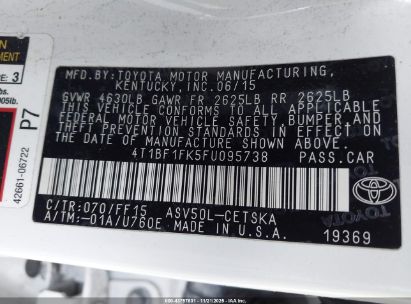 MFD.BY:TOYOTA MOTOR MANUFACTURING,
KENTUCKY,INC.06/15
GVWR 4630LB GAWR FR 2625LB RR 2625LB
THIS VEHICLE CONFORMS TO ALL APPLICABLE
FEDERAL MOTOR VEHICLE SAFETY,BUMPER,AND
THEFT PREVENTION STANDARDS IN EFFECT ON
THE DATE OF MANUFACTURE SHOWN ABOVE.
4T1BF1FK5FU095738 PASS.CAR
C/TR:070/FF15 ASV50L-CETSKA
A/TM:-01A/U760E MADE IN U.S.A.
TOYOTA
19369
P7
42661-06722